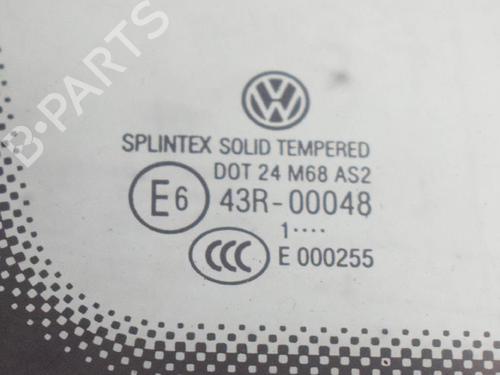 B-PARTS
VW
SPLINTEX SOLID TEMPERED
DOT 24 M68 AS2
E6 43R-00048
1····
CCC E 000255